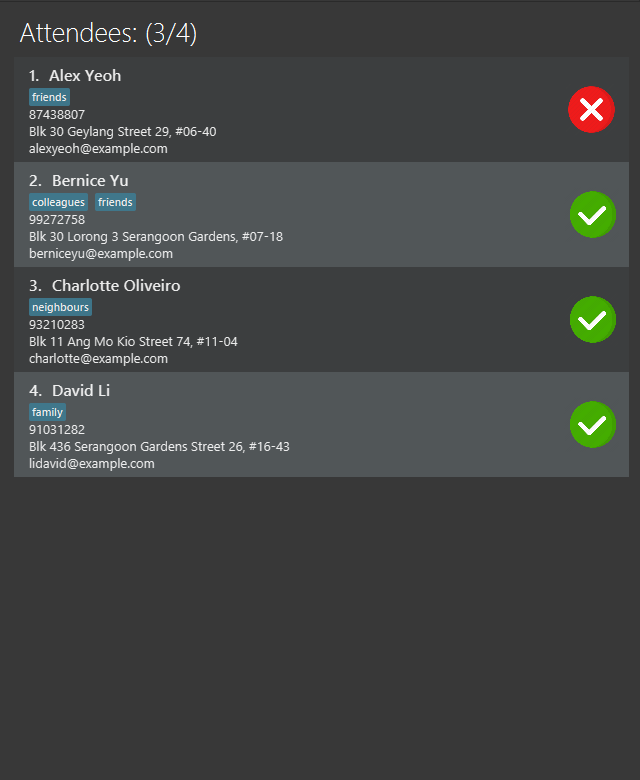 Attendees: (3/4)
1. Alex Yeoh
friends
87438807
Blk 30 Geylang Street 29, #06-40
alexyeoh@example.com
2. Bernice Yu
colleagues friends
99272758
Blk 30 Lorong 3 Serangoon Gardens, #07-18
berniceyu@example.com
3. Charlotte Oliveiro
neighbours
93210283
Blk 11 Ang Mo Kio Street 74, #11-04
charlotte@example.com
4. David Li
family
91031282
Blk 436 Serangoon Gardens Street 26, #16-43
lidavid@example.com